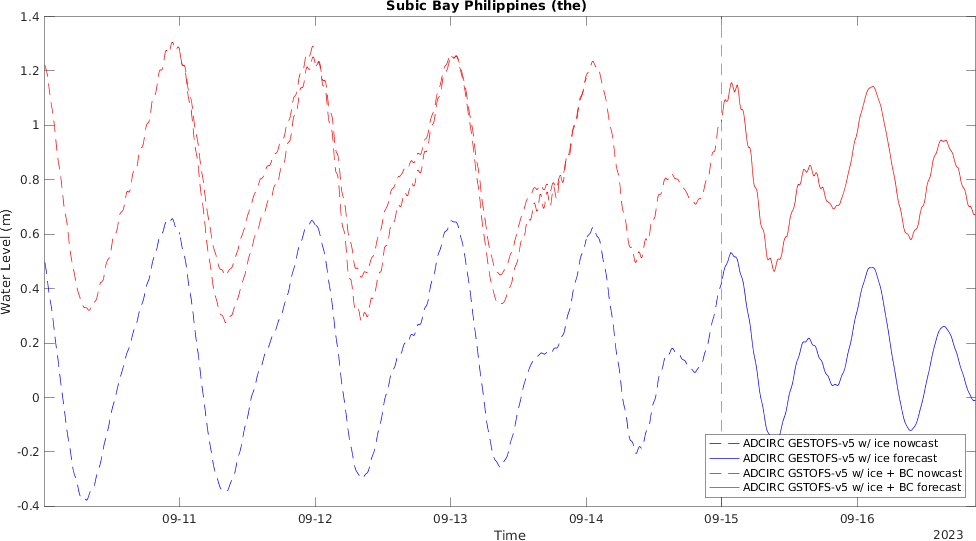 Subic Bay Philippines (the)
Water Level (m)
1.4
1.2
1
0.8
0.6
0.4
0.2
0
-0.2
-0.4
ADCIRC GESTOFS-v5 w/ ice nowcast
ADCIRC GESTOFS-v5 w/ ice forecast
ADCIRC GSTOFS-v5 w/ ice + BC nowcast
ADCIRC GSTOFS-v5 w/ ice + BC forecast
09-11 09-12 09-13 09-14 09-15 09-16
Time
2023